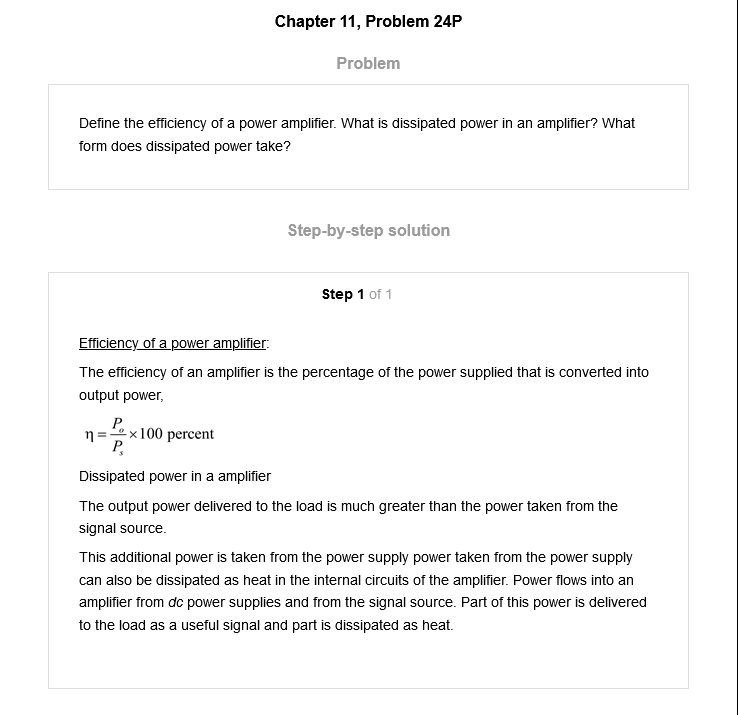 Chapter 11, Problem 24P
Problem
Define the efficiency of a power amplifier. What is dissipated power in an amplifier? What
form does dissipated power take?
Step-by-step solution
Step 1 of 1
Efficiency of a power amplifier:
The efficiency of an amplifier is the percentage of the power supplied that is converted into
output power,
η = P_o / P_s × 100 percent
Dissipated power in a amplifier
The output power delivered to the load is much greater than the power taken from the
signal source.
This additional power is taken from the power supply power taken from the power supply
can also be dissipated as heat in the internal circuits of the amplifier. Power flows into an
amplifier from dc power supplies and from the signal source. Part of this power is delivered
to the load as a useful signal and part is dissipated as heat.